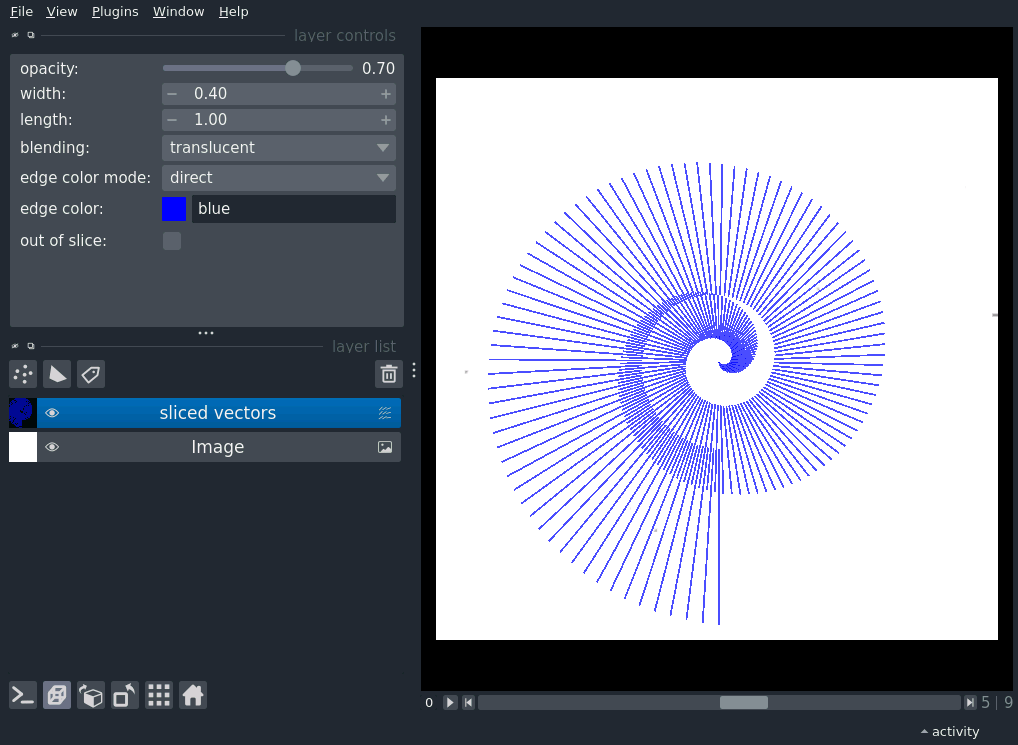 File View Plugins Window Help
layer controls
opacity: 0.70
width: − 0.40 +
length: − 1.00 +
blending: translucent
edge color mode: direct
edge color: blue
out of slice:
layer list
sliced vectors
Image
0 5 | 9
activity